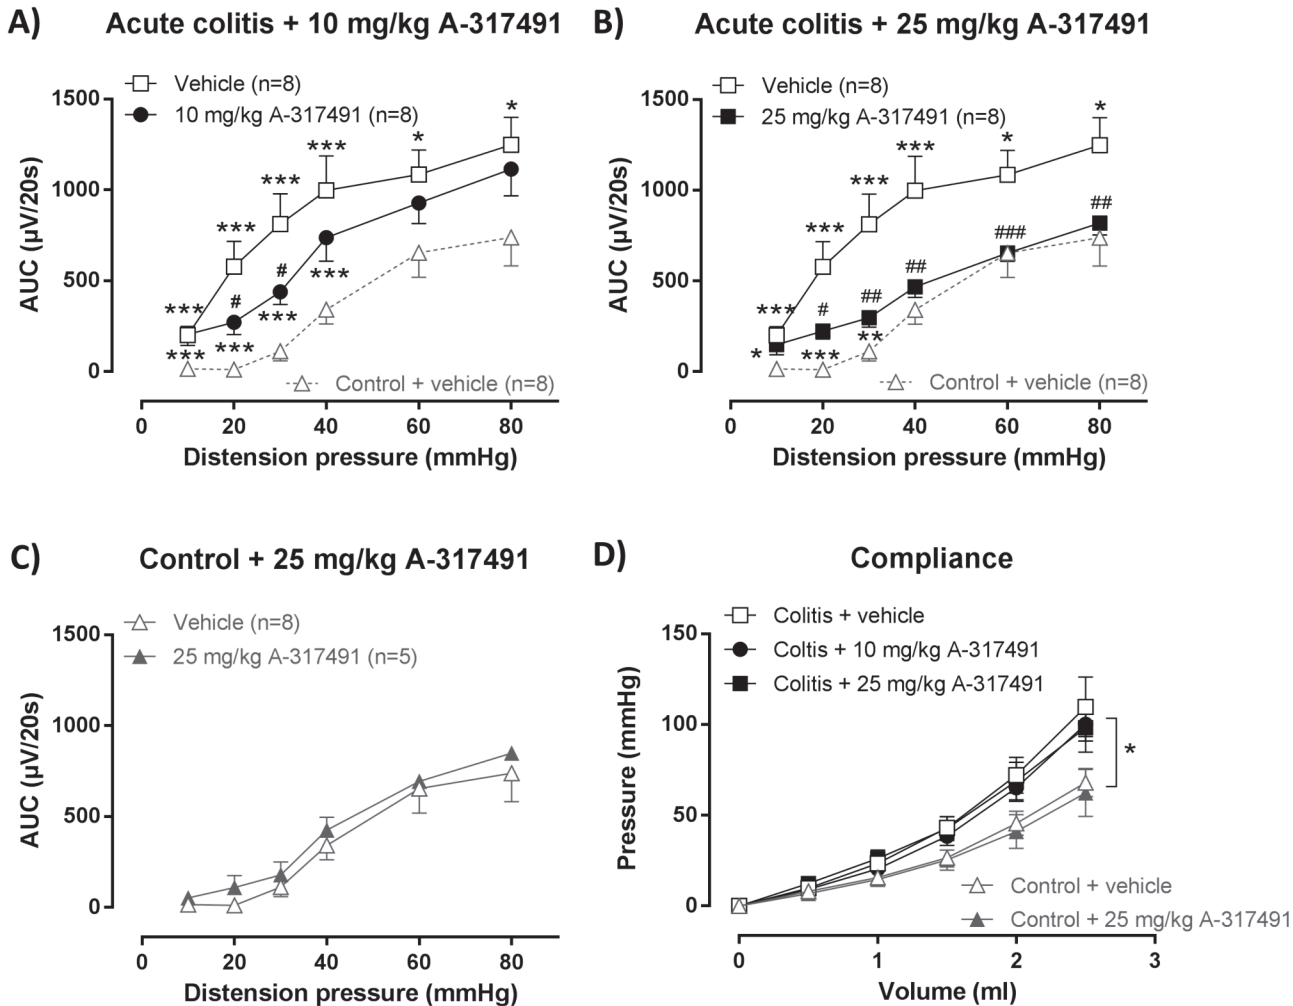 A) Acute colitis + 10 mg/kg A-317491
Vehicle (n=8)
10 mg/kg A-317491 (n=8)
1500
1000
500
0
AUC (µV/20s)
***
***
***
***
*
*
#
#
***
***
***
***
Control + vehicle (n=8)
0 20 40 60 80
Distension pressure (mmHg)
B) Acute colitis + 25 mg/kg A-317491
Vehicle (n=8)
25 mg/kg A-317491 (n=8)
1500
1000
500
0
AUC (µV/20s)
***
***
***
***
*
*
#
##
##
###
##
*
***
**
Control + vehicle (n=8)
0 20 40 60 80
Distension pressure (mmHg)
C) Control + 25 mg/kg A-317491
Vehicle (n=8)
25 mg/kg A-317491 (n=5)
1500
1000
500
0
AUC (µV/20s)
0 20 40 60 80
Distension pressure (mmHg)
D) Compliance
Colitis + vehicle
Coltis + 10 mg/kg A-317491
Colitis + 25 mg/kg A-317491
150
100
50
0
Pressure (mmHg)
*
Control + vehicle
Control + 25 mg/kg A-317491
0 1 2 3
Volume (ml)